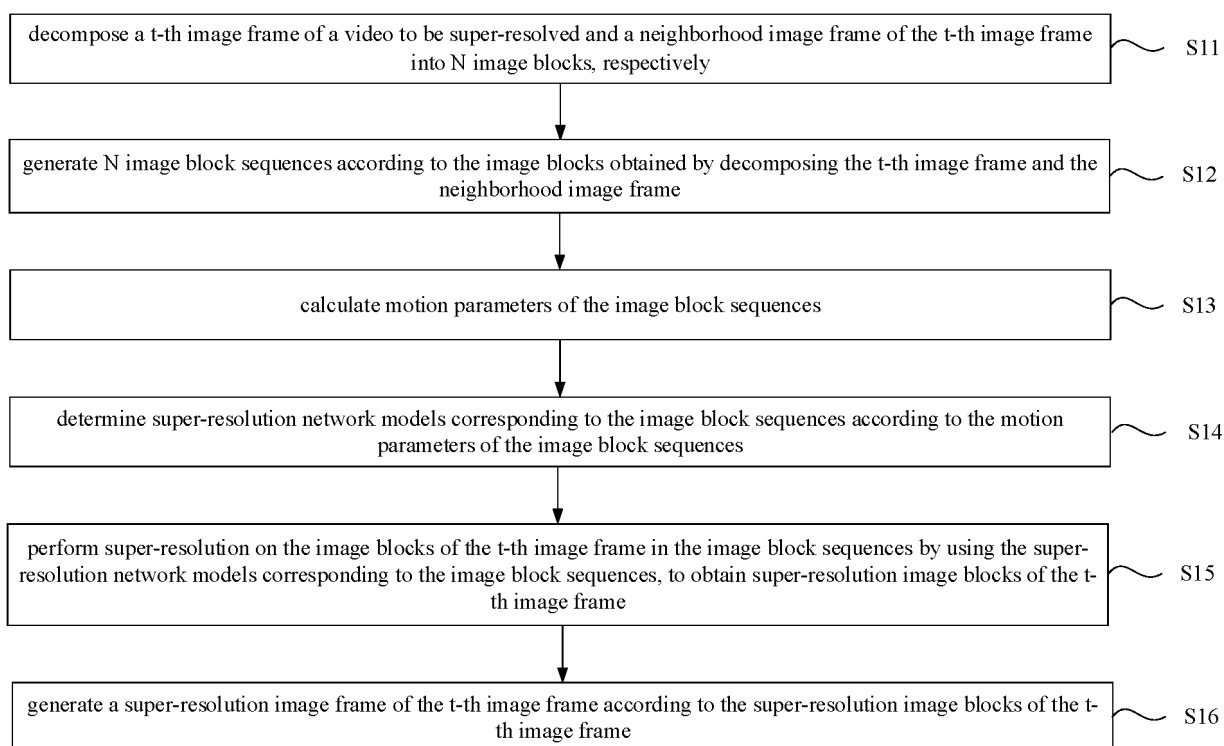 decompose a t-th image frame of a video to be super-resolved and a neighborhood image frame of the t-th image frame
into N image blocks, respectively
S11
generate N image block sequences according to the image blocks obtained by decomposing the t-th image frame and the
neighborhood image frame
S12
calculate motion parameters of the image block sequences
S13
determine super-resolution network models corresponding to the image block sequences according to the motion
parameters of the image block sequences
S14
perform super-resolution on the image blocks of the t-th image frame in the image block sequences by using the super-
resolution network models corresponding to the image block sequences, to obtain super-resolution image blocks of the t-
th image frame
S15
generate a super-resolution image frame of the t-th image frame according to the super-resolution image blocks of the t-
th image frame
S16